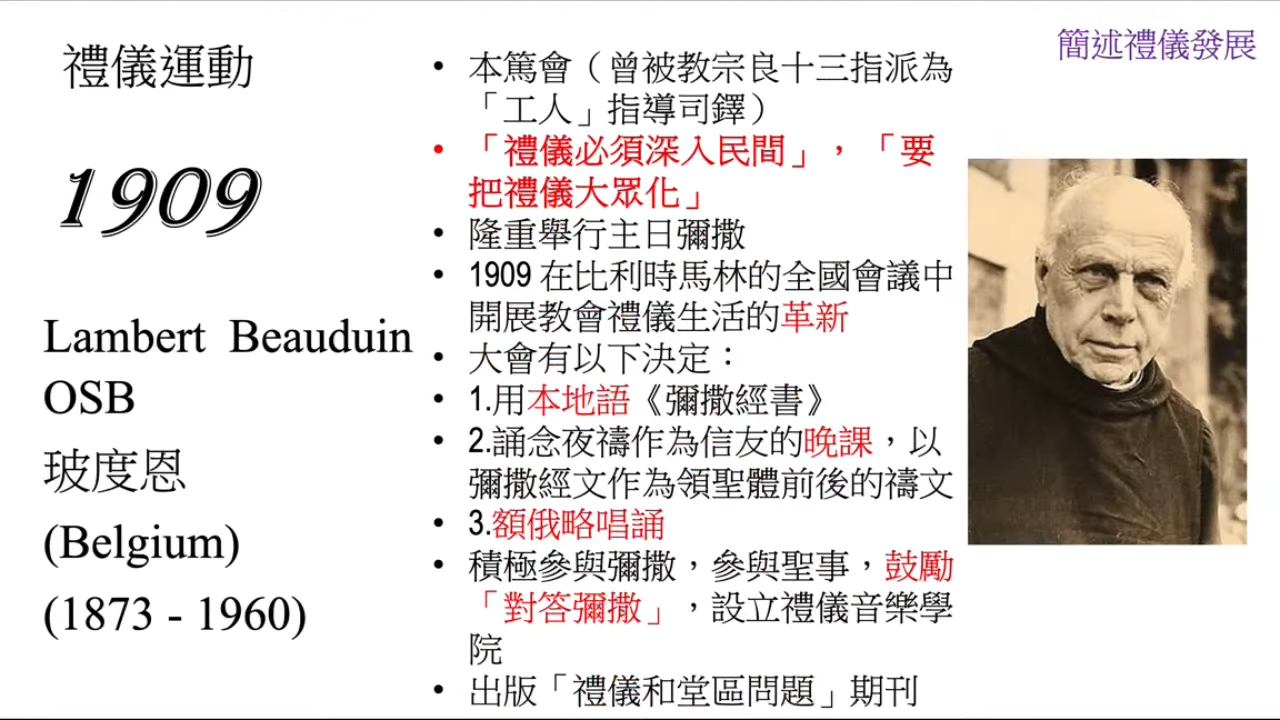 禮儀運動
1909
Lambert Beauduin
OSB
玻度恩
(Belgium)
(1873 - 1960)
• 本篤會（曾被教宗良十三指派為
「工人」指導司鐸）
• 「禮儀必須深入民間」，「要
把禮儀大眾化」
• 隆重舉行主日彌撒
• 1909 在比利時馬林的全國會議中
開展教會禮儀生活的革新
• 大會有以下決定：
• 1.用本地語《彌撒經書》
• 2.誦念夜禱作為信友的晚課，以
彌撒經文作為領聖體前後的禱文
• 3.額俄略唱誦
• 積極參與彌撒，參與聖事，鼓勵
「對答彌撒」，設立禮儀音樂學
院
• 出版「禮儀和堂區問題」期刊
簡述禮儀發展